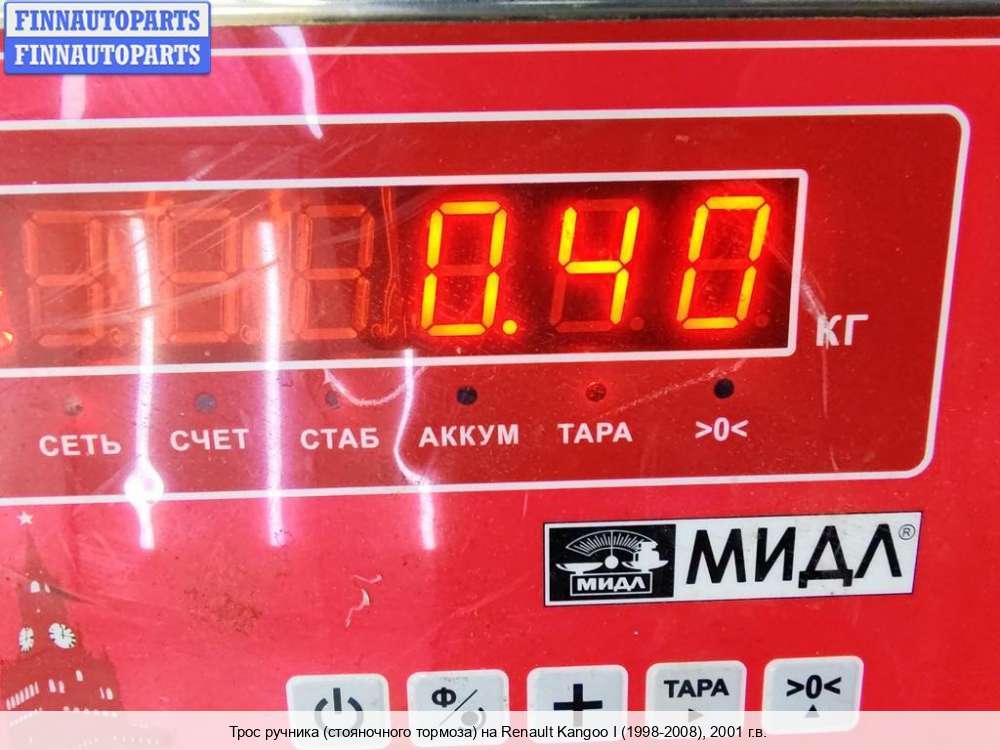 FINNAUTOPARTS
FINNAUTOPARTS
0.40
КГ
СЕТЬ СЧЕТ СТАБ АККУМ ТАРА >0<
МИДЛ МИДЛ®
Ф
+ ТАРА >0<
Трос ручника (стояночного тормоза) на Renault Kangoo I (1998-2008), 2001 г.в.